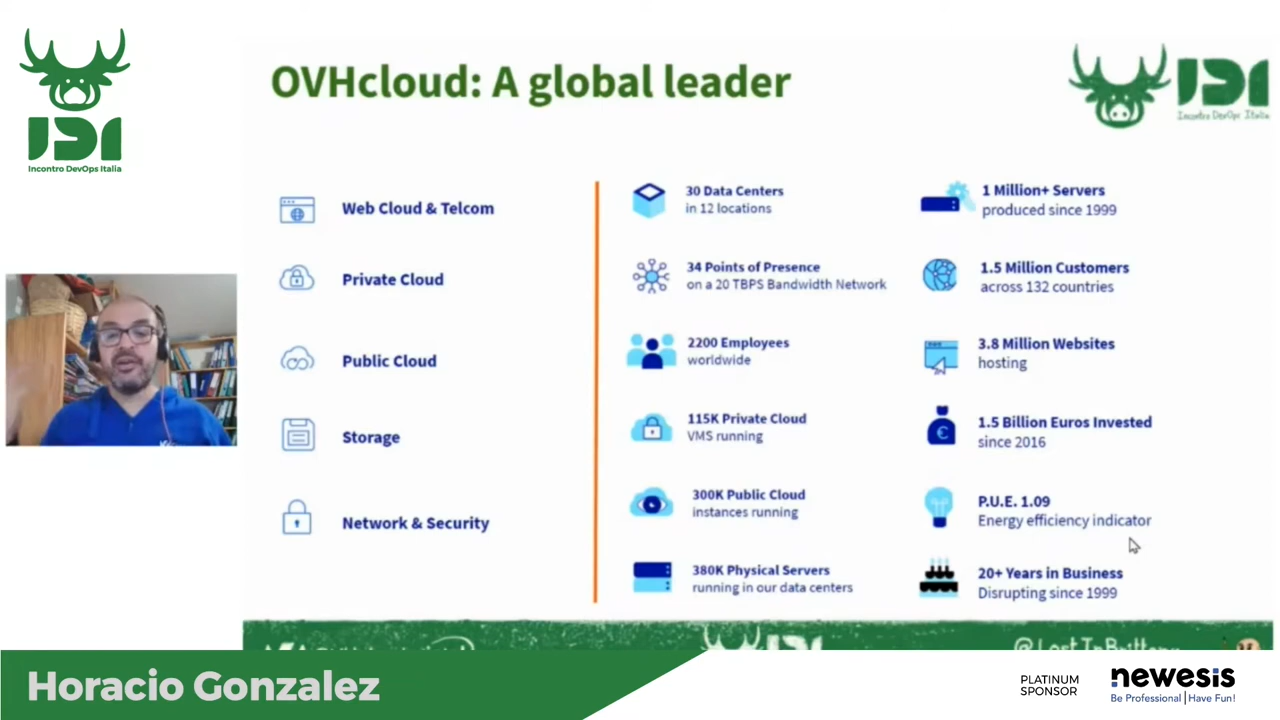 IDI
Incontro DevOps Italia
OVHcloud: A global leader
IDI
Incontro DevOps Italia
Web Cloud & Telcom
Private Cloud
Public Cloud
Storage
Network & Security
30 Data Centers
in 12 locations
34 Points of Presence
on a 20 TBPS Bandwidth Network
2200 Employees
worldwide
115K Private Cloud
VMS running
300K Public Cloud
instances running
380K Physical Servers
running in our data centers
1 Million+ Servers
produced since 1999
1.5 Million Customers
across 132 countries
3.8 Million Websites
hosting
1.5 Billion Euros Invested
since 2016
P.U.E. 1.09
Energy efficiency indicator
20+ Years in Business
Disrupting since 1999
IDI
@LostInBrittany
Horacio Gonzalez
PLATINUM
SPONSOR
newesis
Be Professional | Have Fun!